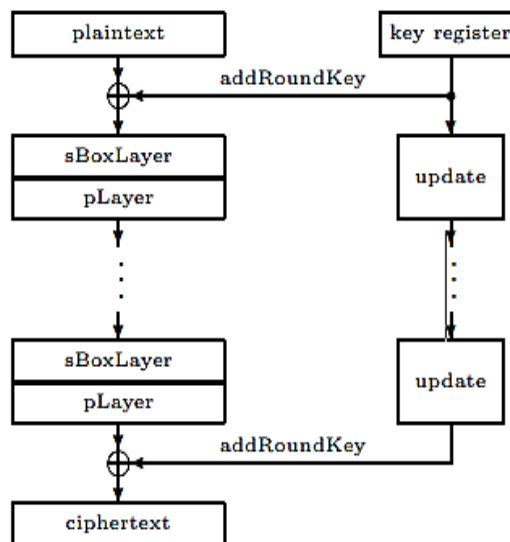 plaintext
key register
addRoundKey
sBoxLayer
pLayer
update
sBoxLayer
pLayer
update
addRoundKey
ciphertext